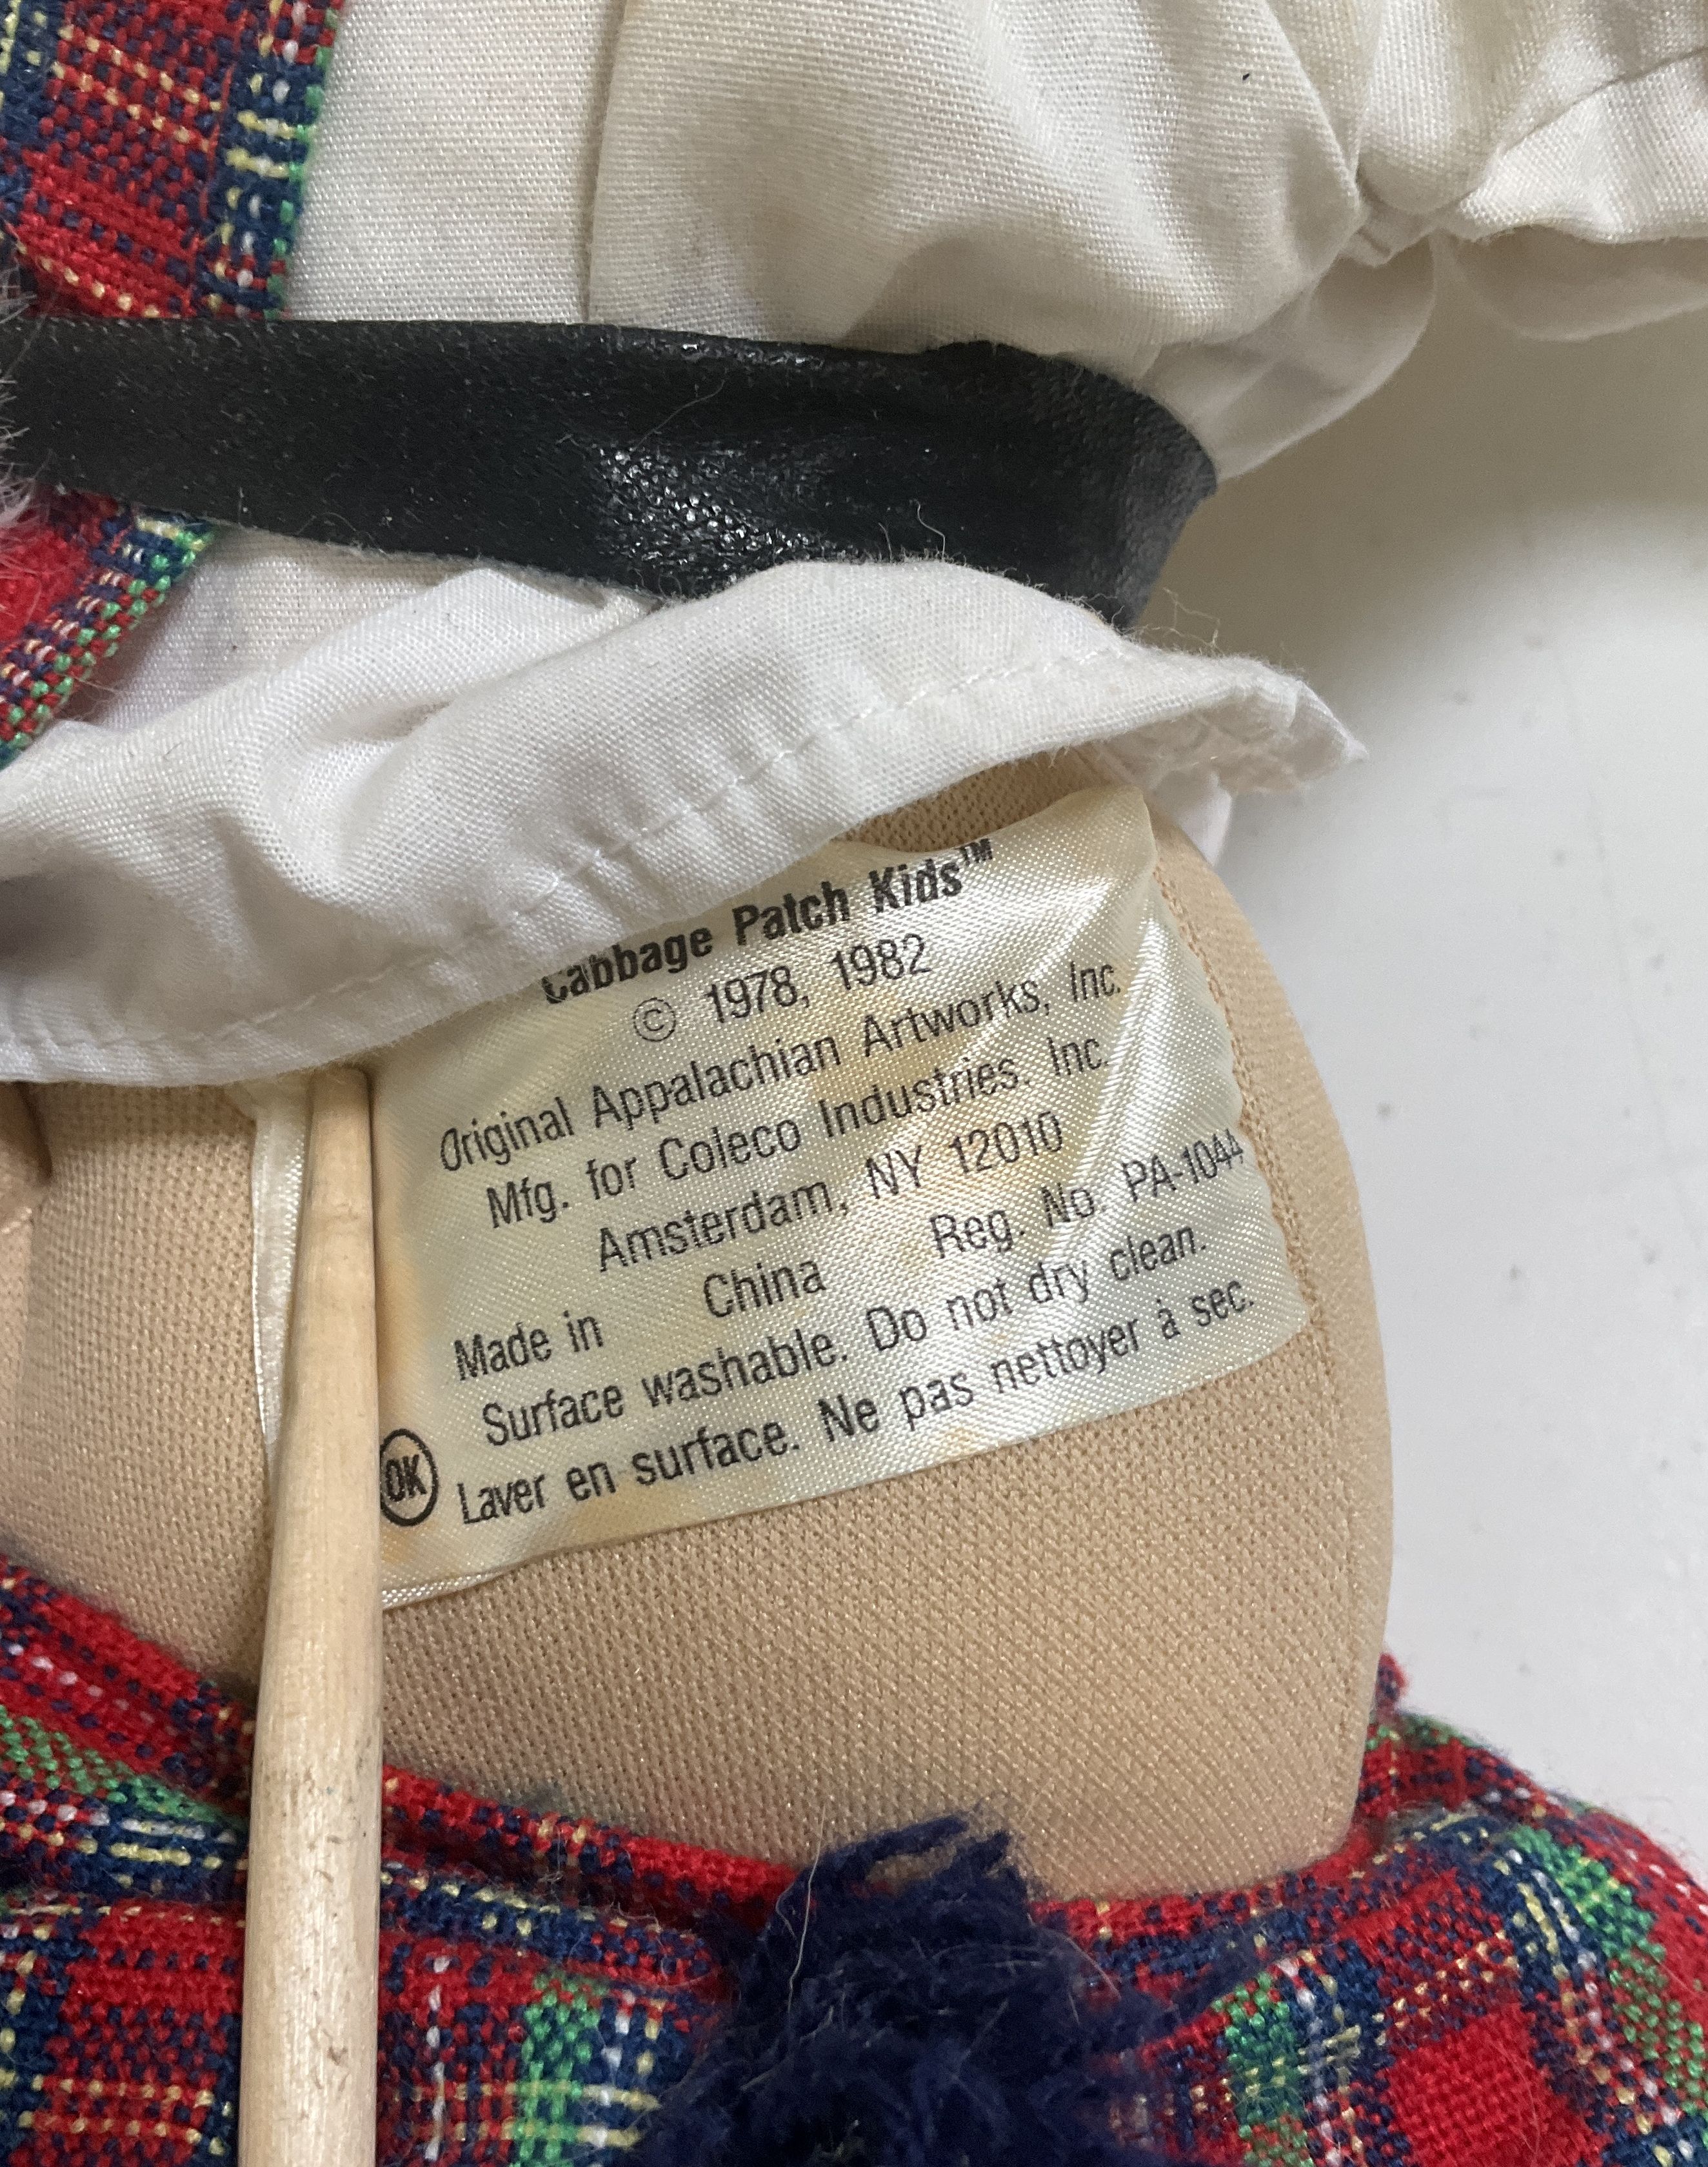 Cabbage Patch Kids™
© 1978, 1982
Original Appalachian Artworks, Inc.
Mfg. for Coleco Industries. Inc.
Amsterdam, NY 12010
Made in China Reg. No PA-1044
Surface washable. Do not dry clean.
OK Laver en surface. Ne pas nettoyer à sec.